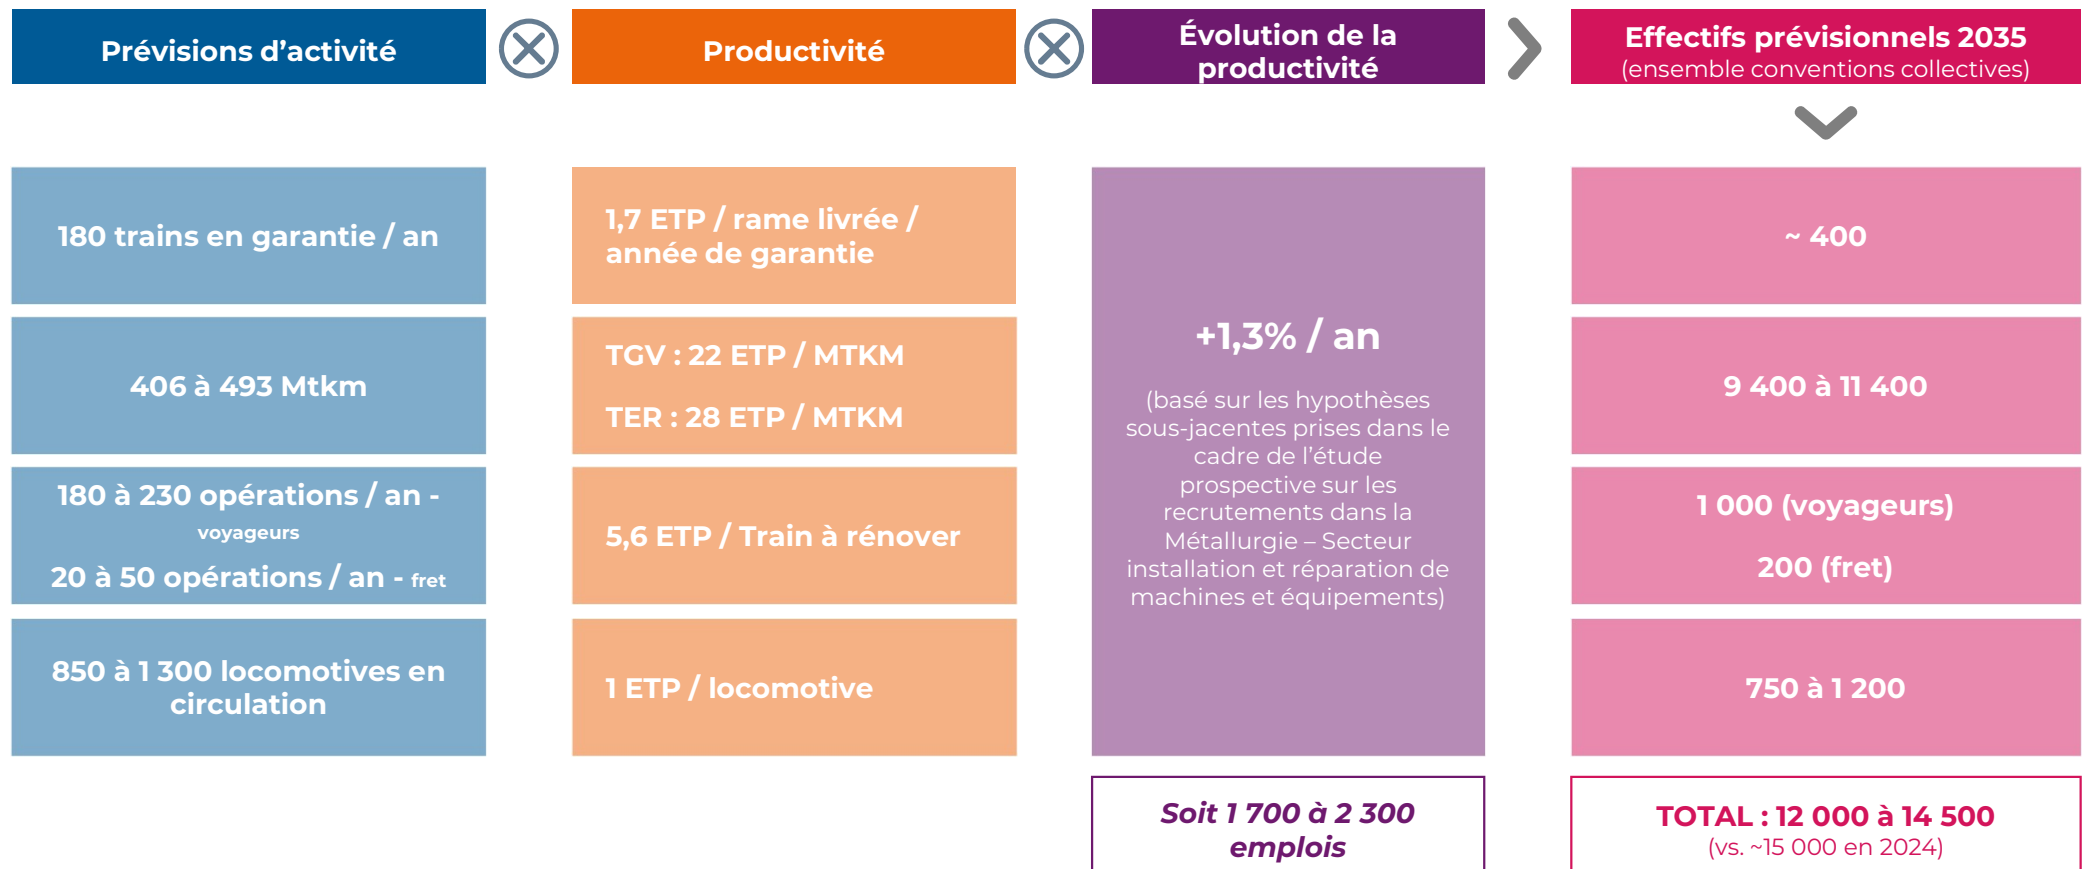 Prévisions d’activité
Productivité
Évolution de la
productivité
Effectifs prévisionnels 2035
(ensemble conventions collectives)
180 trains en garantie / an
1,7 ETP / rame livrée /
année de garantie
~ 400
406 à 493 Mtkm
TGV : 22 ETP / MTKM
TER : 28 ETP / MTKM
9 400 à 11 400
180 à 230 opérations / an -
voyageurs
20 à 50 opérations / an - fret
5,6 ETP / Train à rénover
1 000 (voyageurs)
200 (fret)
850 à 1 300 locomotives en
circulation
1 ETP / locomotive
750 à 1 200
+1,3% / an
(basé sur les hypothèses
sous-jacentes prises dans le
cadre de l’étude
prospective sur les
recrutements dans la
Métallurgie – Secteur
installation et réparation de
machines et équipements)
Soit 1 700 à 2 300
emplois
TOTAL : 12 000 à 14 500
(vs. ~15 000 en 2024)